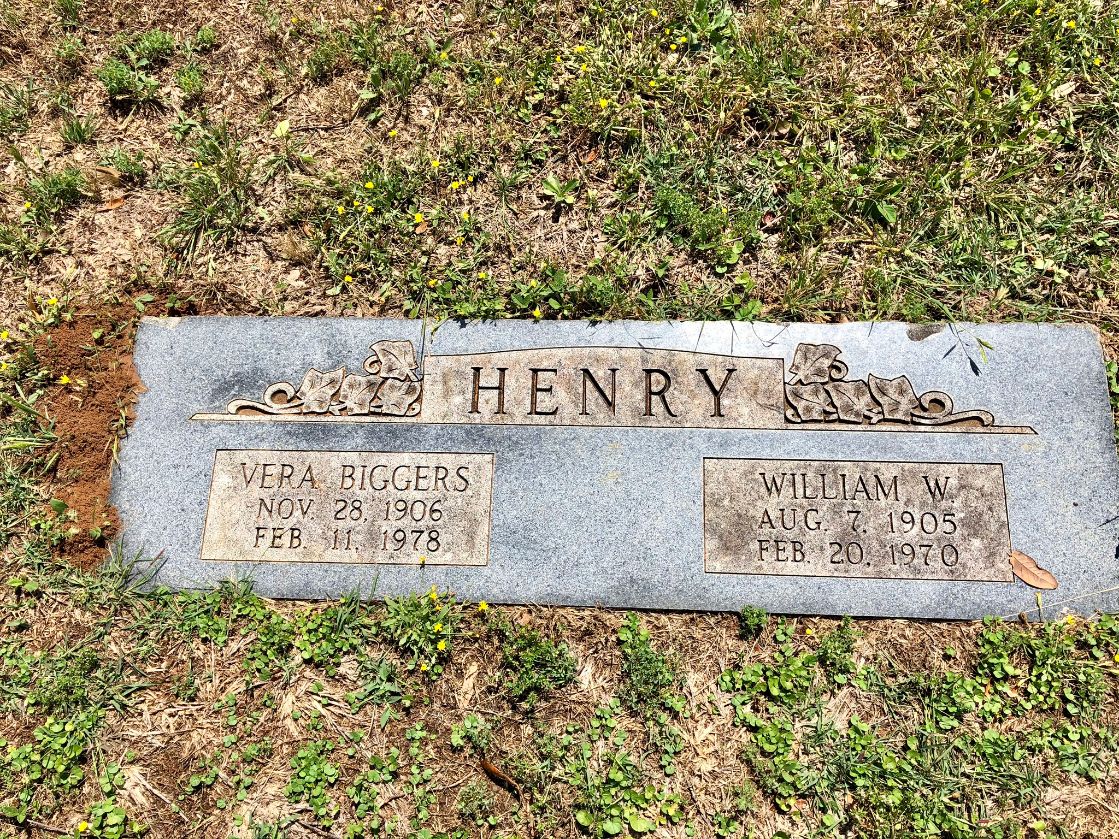 HENRY
VERA BIGGERS
NOV. 28, 1906
FEB. 11, 1978
WILLIAM W.
AUG. 7, 1905
FEB. 20, 1970